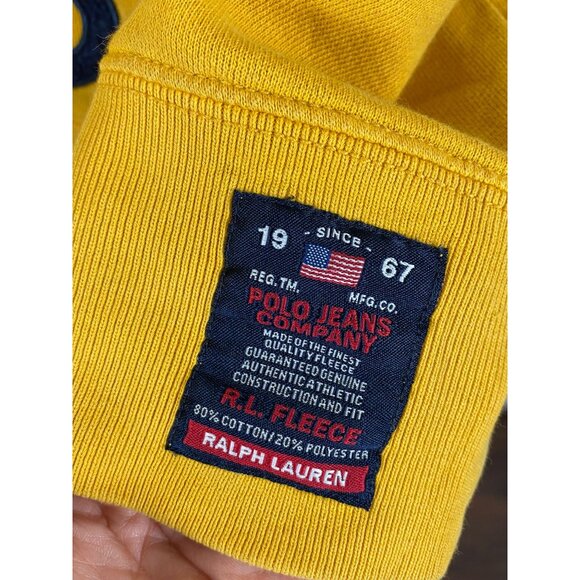 - SINCE -
19 67
REG.TM. MFG.CO.
POLO JEANS
COMPANY
MADE OF THE FINEST
QUALITY FLEECE
GUARANTEED GENUINE
AUTHENTIC ATHLETIC
CONSTRUCTION AND FIT
R.L. FLEECE
80% COTTON/20% POLYESTER
RALPH LAUREN